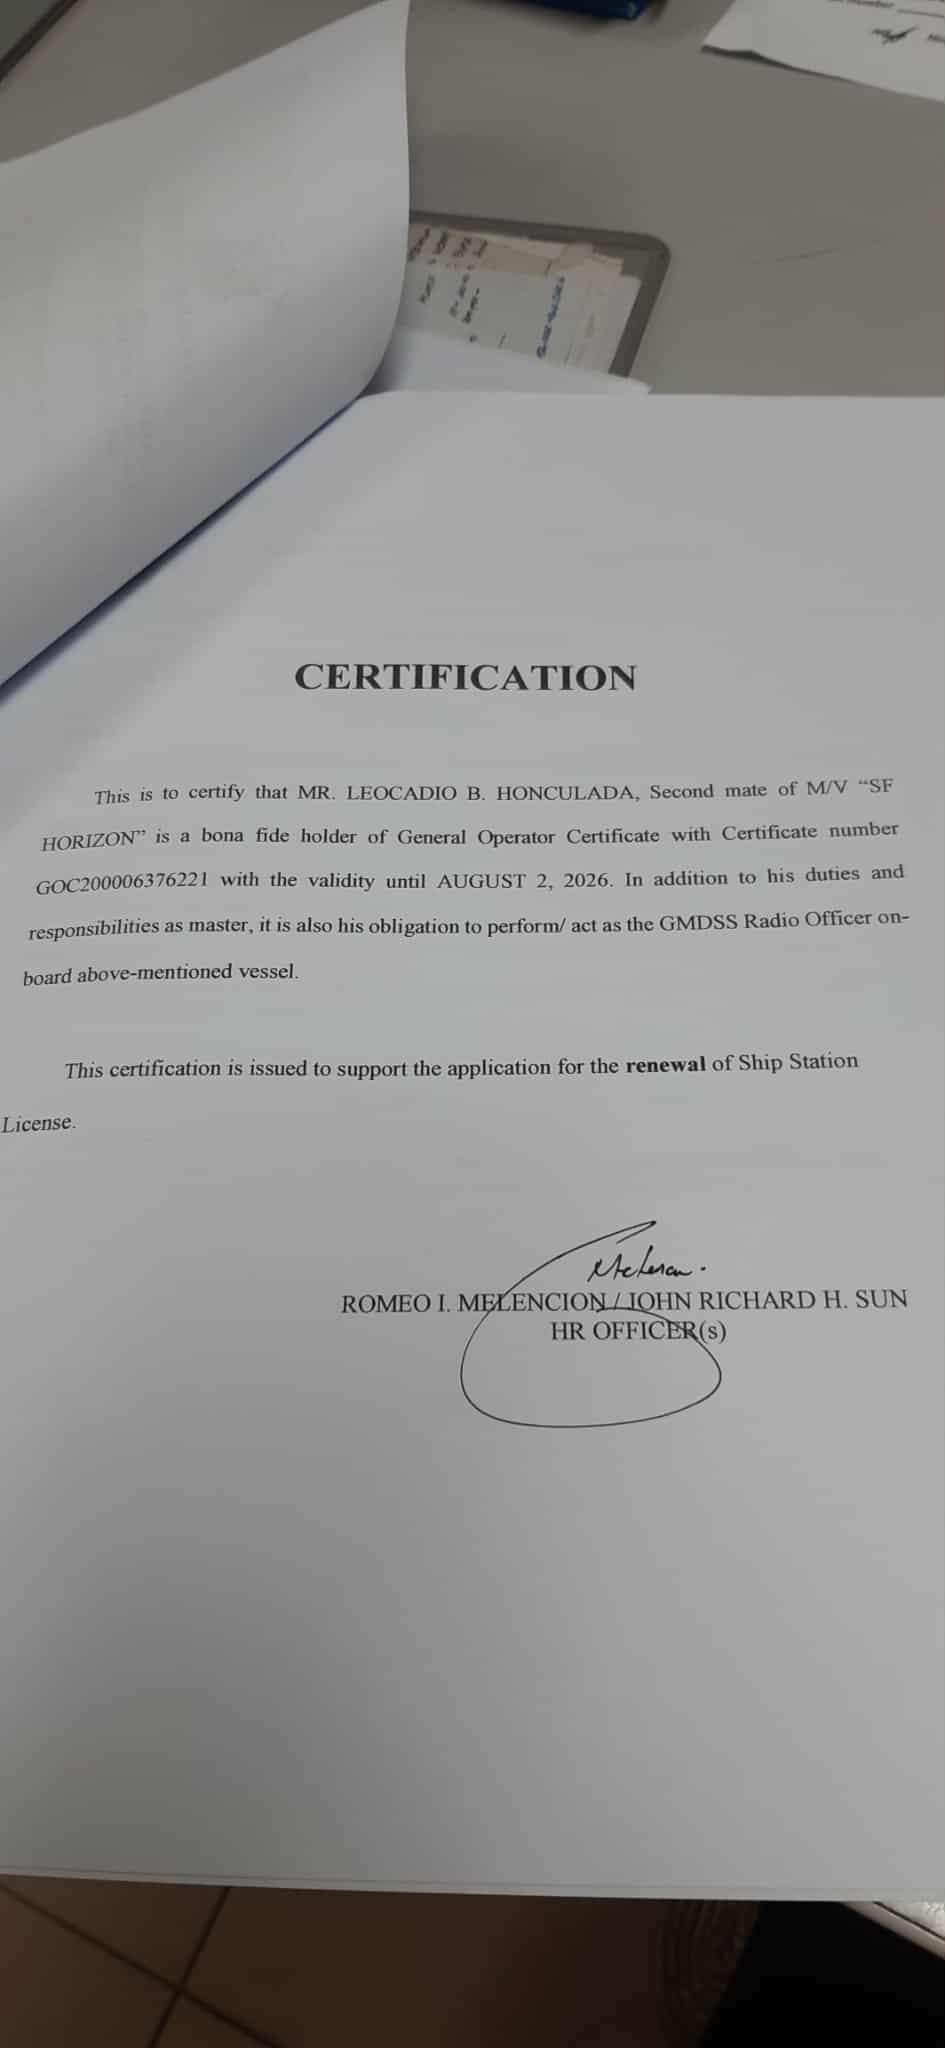 CERTIFICATION
This is to certify that MR. LEOCADIO B. HONCULADA, Second mate of M/V “SF
HORIZON” is a bona fide holder of General Operator Certificate with Certificate number
GOC200006376221 with the validity until AUGUST 2, 2026. In addition to his duties and
responsibilities as master, it is also his obligation to perform/ act as the GMDSS Radio Officer on-
board above-mentioned vessel.
This certification is issued to support the application for the renewal of Ship Station
License.
ROMEO I. MELENCION / JOHN RICHARD H. SUN
HR OFFICER(s)